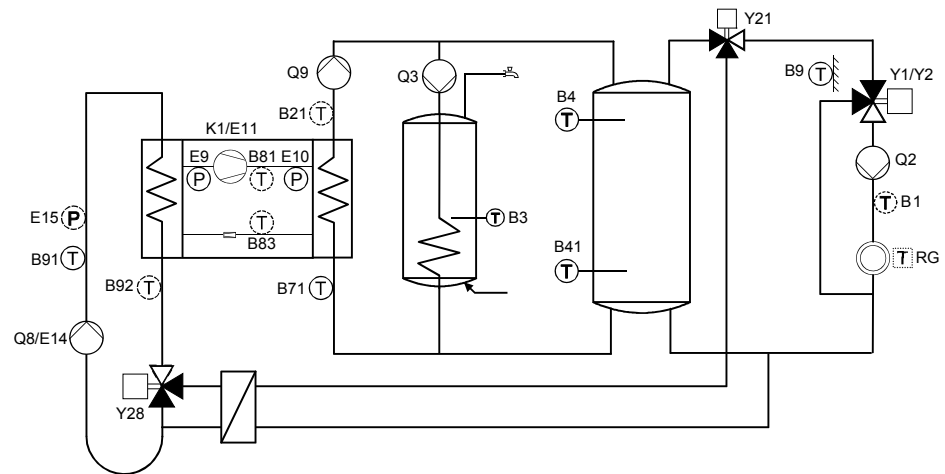 Y21
Q9
Q3
B9 T
Y1/Y2
B21 T
B4
T
K1/E11
E9 B81 E10
P T P
Q2
E15 P
T
B83
T B3
T B1
B91 T
B41
T
T RG
B92 T
B71 T
Q8/E14
Y28